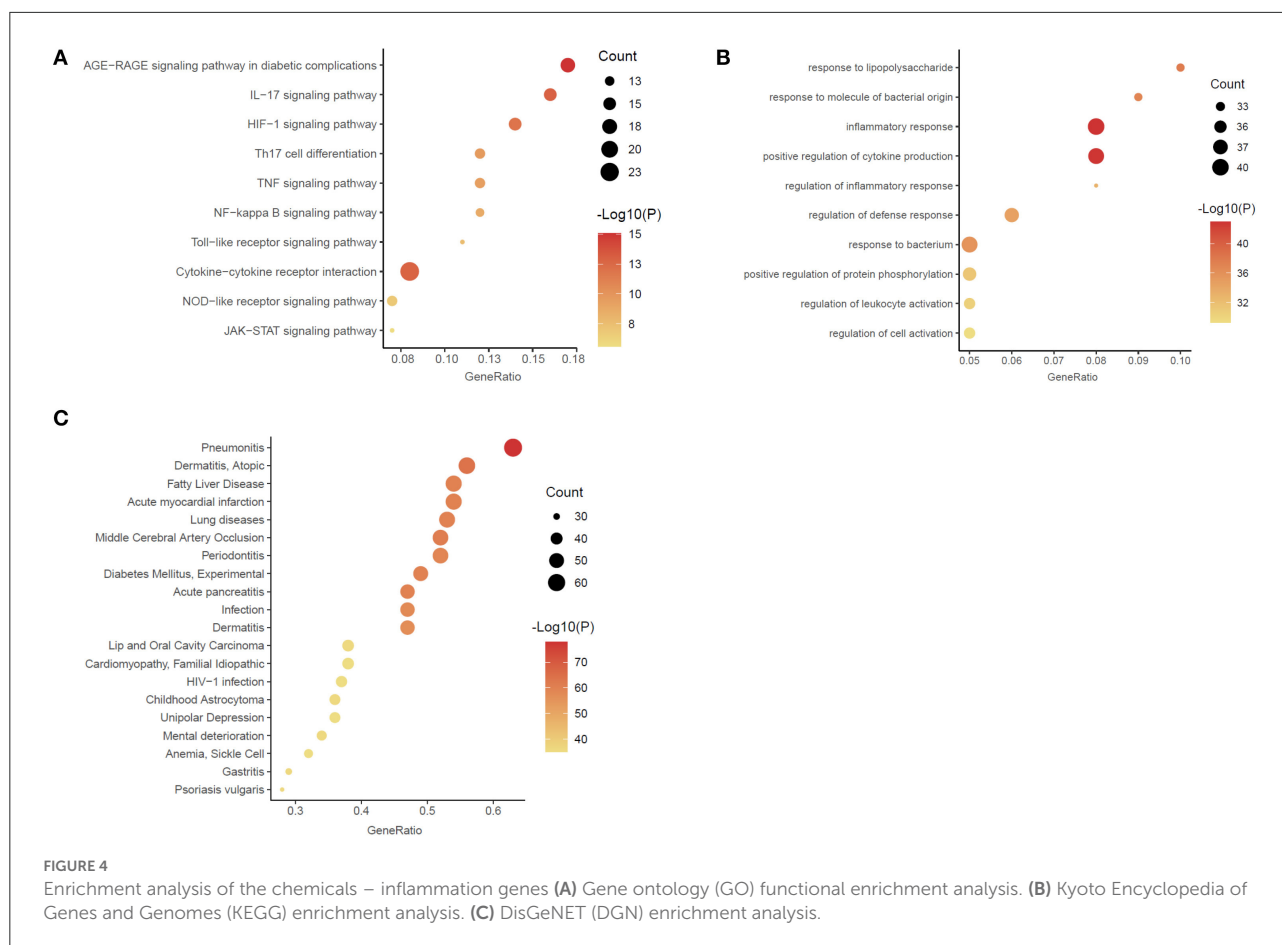 A
AGE−RAGE signaling pathway in diabetic complications
IL−17 signaling pathway
HIF−1 signaling pathway
Th17 cell differentiation
TNF signaling pathway
NF−kappa B signaling pathway
Toll−like receptor signaling pathway
Cytokine−cytokine receptor interaction
NOD−like receptor signaling pathway
JAK−STAT signaling pathway
0.08 0.10 0.13 0.15 0.18
GeneRatio
Count
13
15
18
20
23
-Log10(P)
15
13
10
8
B
response to lipopolysaccharide
response to molecule of bacterial origin
inflammatory response
positive regulation of cytokine production
regulation of inflammatory response
regulation of defense response
response to bacterium
positive regulation of protein phosphorylation
regulation of leukocyte activation
regulation of cell activation
0.05 0.06 0.07 0.08 0.09 0.10
GeneRatio
Count
33
36
37
40
-Log10(P)
40
36
32
C
Pneumonitis
Dermatitis, Atopic
Fatty Liver Disease
Acute myocardial infarction
Lung diseases
Middle Cerebral Artery Occlusion
Periodontitis
Diabetes Mellitus, Experimental
Acute pancreatitis
Infection
Dermatitis
Lip and Oral Cavity Carcinoma
Cardiomyopathy, Familial Idiopathic
HIV−1 infection
Childhood Astrocytoma
Unipolar Depression
Mental deterioration
Anemia, Sickle Cell
Gastritis
Psoriasis vulgaris
0.3 0.4 0.5 0.6
GeneRatio
Count
30
40
50
60
-Log10(P)
70
60
50
40
FIGURE 4
Enrichment analysis of the chemicals – inflammation genes (A) Gene ontology (GO) functional enrichment analysis. (B) Kyoto Encyclopedia of
Genes and Genomes (KEGG) enrichment analysis. (C) DisGeNET (DGN) enrichment analysis.